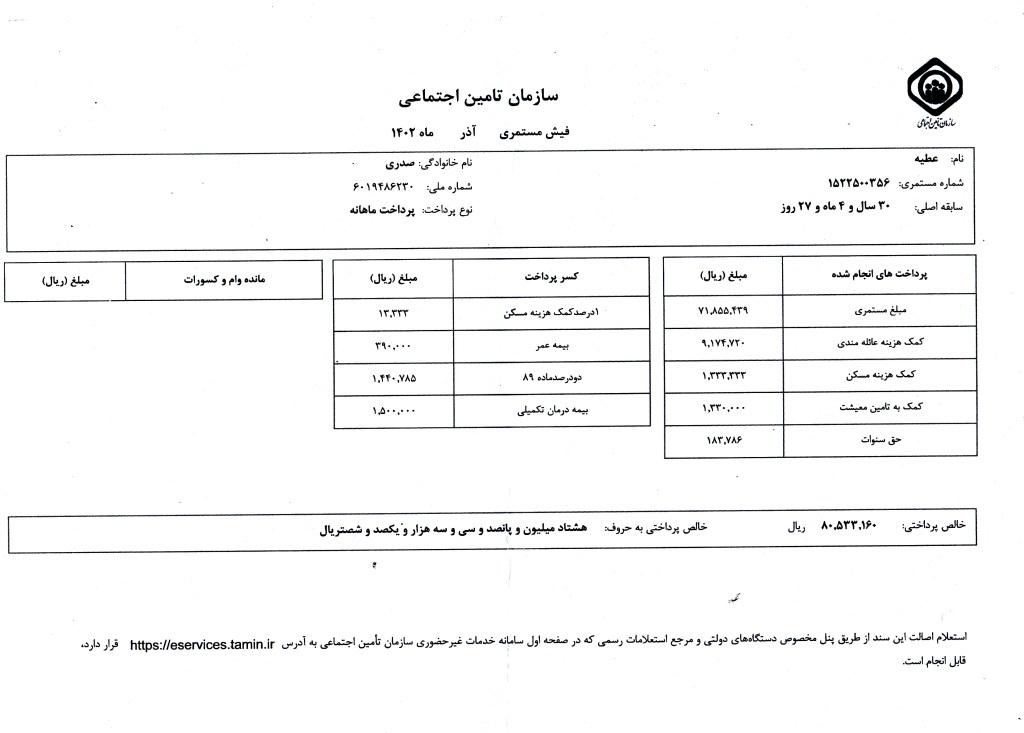 سازمان تامین اجتماعی
سازمان تامین اجتماعی
فیش مستمری آذر ماه ۱۴۰۲
نام: عطیه نام خانوادگی: صدری
شماره مستمری: ۱۵۲۲۵۰۰۳۵۶ شماره ملی: ۶۰۱۹۴۸۶۲۳۰
سابقه اصلی: ۳۰ سال و ۴ ماه و ۲۷ روز نوع پرداخت: پرداخت ماهانه
پرداخت های انجام شده مبلغ (ریال)
مبلغ مستمری ۷۱,۸۵۵,۴۳۹
کمک هزینه عائله مندی ۹,۱۷۴,۷۲۰
کمک هزینه مسکن ۱,۳۳۳,۳۳۳
کمک به تامین معیشت ۱,۳۳۰,۰۰۰
حق سنوات ۱۸۳,۷۸۶
کسر پرداخت مبلغ (ریال)
۱درصدکمک هزینه مسکن ۱۳,۳۳۳
بیمه عمر ۳۹۰,۰۰۰
دودرصدماده ۸۹ ۱,۴۴۰,۷۸۵
بیمه درمان تکمیلی ۱,۵۰۰,۰۰۰
مانده وام و کسورات مبلغ (ریال)
خالص پرداختی: ۸۰,۵۳۳,۱۶۰ ریال خالص پرداختی به حروف: هشتاد میلیون و پانصد و سی و سه هزار و یکصد و شصتریال
استعلام اصالت این سند از طریق پنل مخصوص دستگاه‌های دولتی و مرجع استعلامات رسمی که در صفحه اول سامانه خدمات غیرحضوری سازمان تأمین اجتماعی به آدرس https://eservices.tamin.ir قرار دارد،
قابل انجام است.